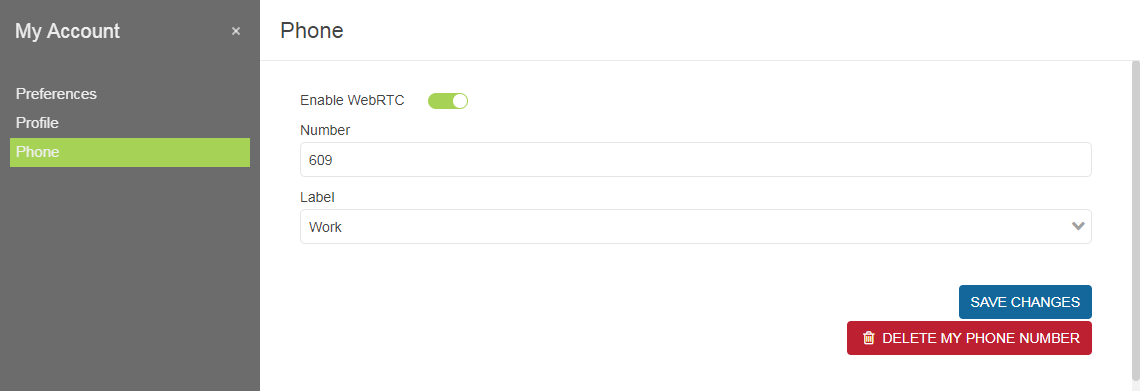 My Account ×
Phone
Preferences
Profile
Phone
Enable WebRTC
Number
609
Label
Work
SAVE CHANGES
DELETE MY PHONE NUMBER